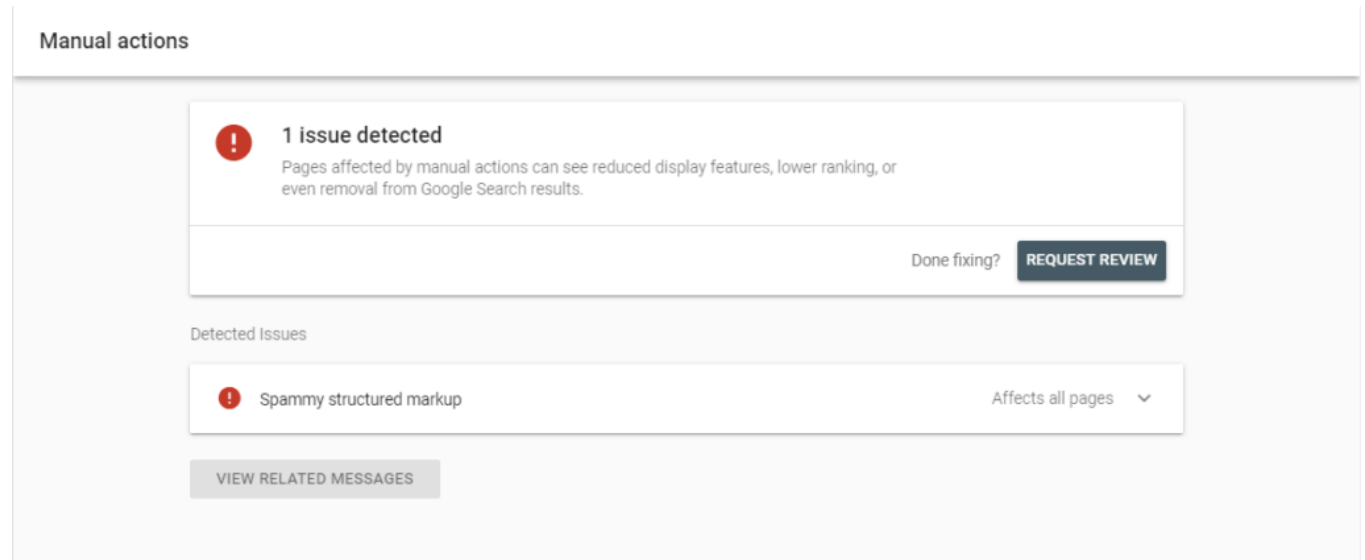 Manual actions
1 issue detected
Pages affected by manual actions can see reduced display features, lower ranking, or
even removal from Google Search results.
Done fixing? REQUEST REVIEW
Detected Issues
Spammy structured markup Affects all pages
VIEW RELATED MESSAGES